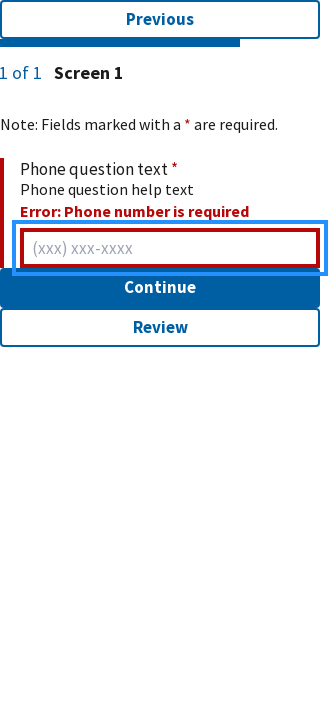 Previous
1 of 1 Screen 1
Note: Fields marked with a * are required.
Phone question text *
Phone question help text
Error: Phone number is required
(xxx) xxx-xxxx
Continue
Review